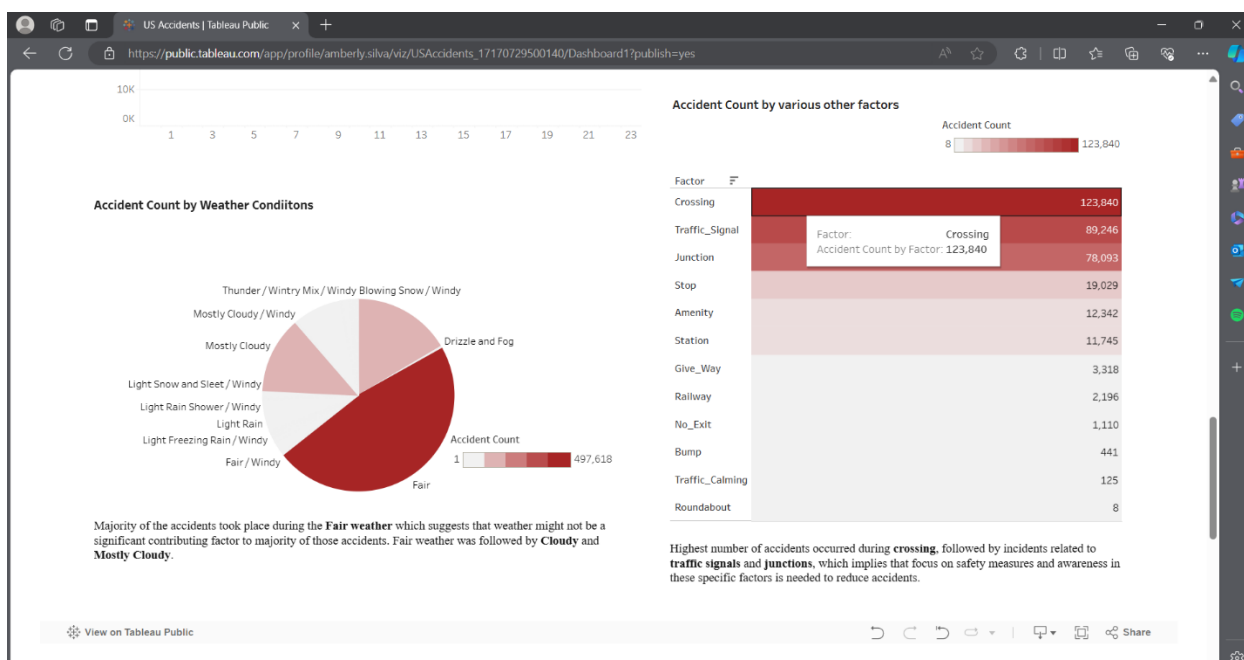 US Accidents | Tableau Public
https://public.tableau.com/app/profile/amberly.silva/viz/USAccidents_17170729500140/Dashboard1?publish=yes
10K
0K
1 3 5 7 9 11 13 15 17 19 21 23
Accident Count by Weather Condiitons
Thunder / Wintry Mix / Windy Blowing Snow / Windy
Mostly Cloudy / Windy
Drizzle and Fog
Mostly Cloudy
Light Snow and Sleet / Windy
Light Rain Shower / Windy
Light Rain
Light Freezing Rain / Windy
Fair / Windy
Fair
Accident Count
1 497,618
Majority of the accidents took place during the Fair weather which suggests that weather might not be a
significant contributing factor to majority of those accidents. Fair weather was followed by Cloudy and
Mostly Cloudy.
Accident Count by various other factors
Accident Count
8 123,840
Factor
Crossing 123,840
Traffic_Signal 89,246
Junction 78,093
Stop 19,029
Amenity 12,342
Station 11,745
Give_Way 3,318
Railway 2,196
No_Exit 1,110
Bump 441
Traffic_Calming 125
Roundabout 8
Factor: Crossing
Accident Count by Factor: 123,840
Highest number of accidents occurred during crossing, followed by incidents related to
traffic signals and junctions, which implies that focus on safety measures and awareness in
these specific factors is needed to reduce accidents.
View on Tableau Public
Share